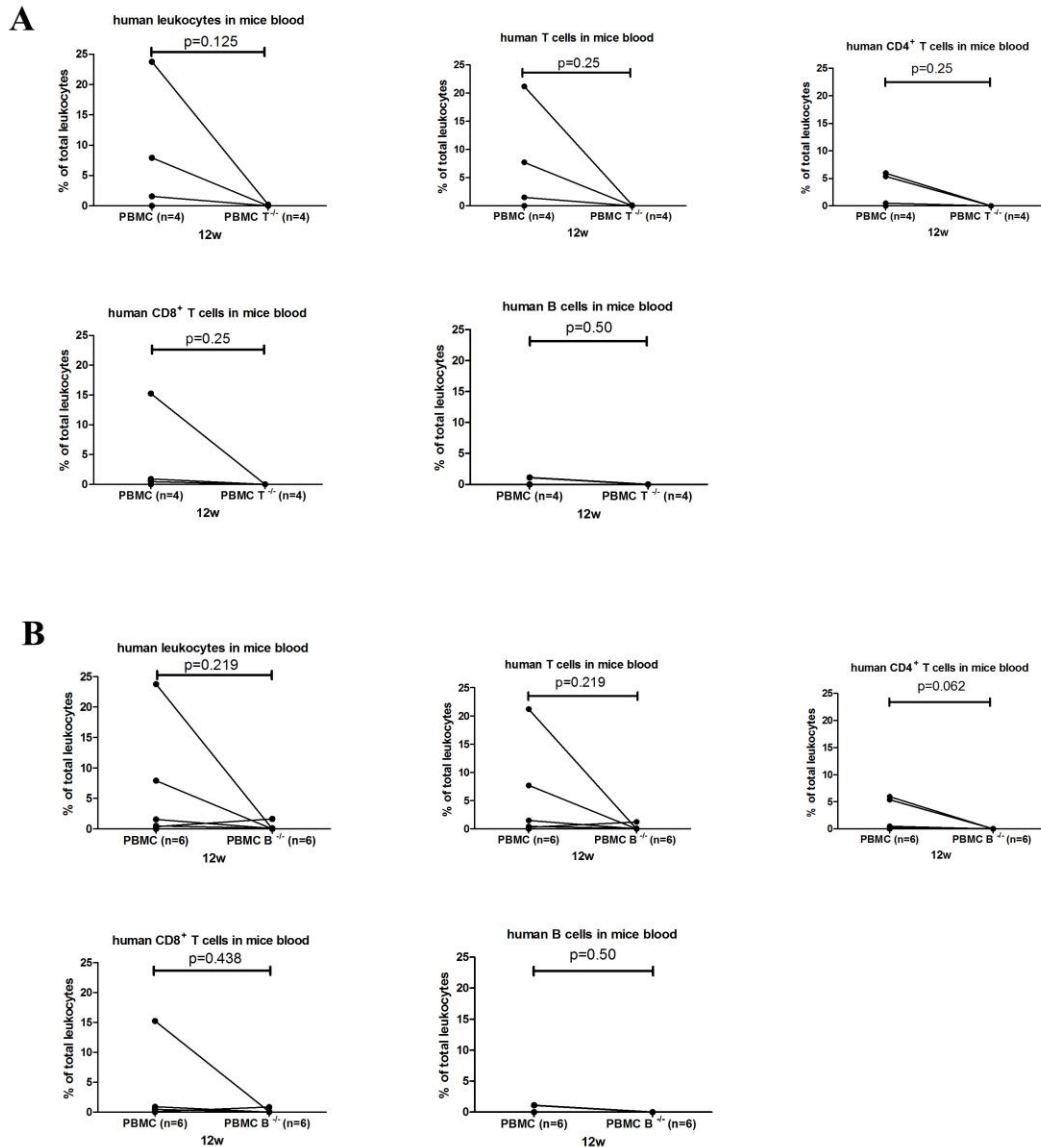 A
human leukocytes in mice blood
p=0.125
% of total leukocytes
25
20
15
10
5
0
PBMC (n=4) PBMC T -/- (n=4)
12w
human T cells in mice blood
p=0.25
% of total leukocytes
25
20
15
10
5
0
PBMC (n=4) PBMC T -/- (n=4)
12w
human CD4+ T cells in mice blood
p=0.25
% of total leukocytes
25
20
15
10
5
0
PBMC (n=4) PBMC T -/- (n=4)
12w
human CD8+ T cells in mice blood
p=0.25
% of total leukocytes
25
20
15
10
5
0
PBMC (n=4) PBMC T -/- (n=4)
12w
human B cells in mice blood
p=0.50
% of total leukocytes
25
20
15
10
5
0
PBMC (n=4) PBMC T -/- (n=4)
12w
B
human leukocytes in mice blood
p=0.219
% of total leukocytes
25
20
15
10
5
0
PBMC (n=6) PBMC B -/- (n=6)
12w
human T cells in mice blood
p=0.219
% of total leukocytes
25
20
15
10
5
0
PBMC (n=6) PBMC B -/- (n=6)
12w
human CD4+ T cells in mice blood
p=0.062
% of total leukocytes
25
20
15
10
5
0
PBMC (n=6) PBMC B -/- (n=6)
12w
human CD8+ T cells in mice blood
p=0.438
% of total leukocytes
25
20
15
10
5
0
PBMC (n=6) PBMC B -/- (n=6)
12w
human B cells in mice blood
p=0.50
% of total leukocytes
25
20
15
10
5
0
PBMC (n=6) PBMC B -/- (n=6)
12w